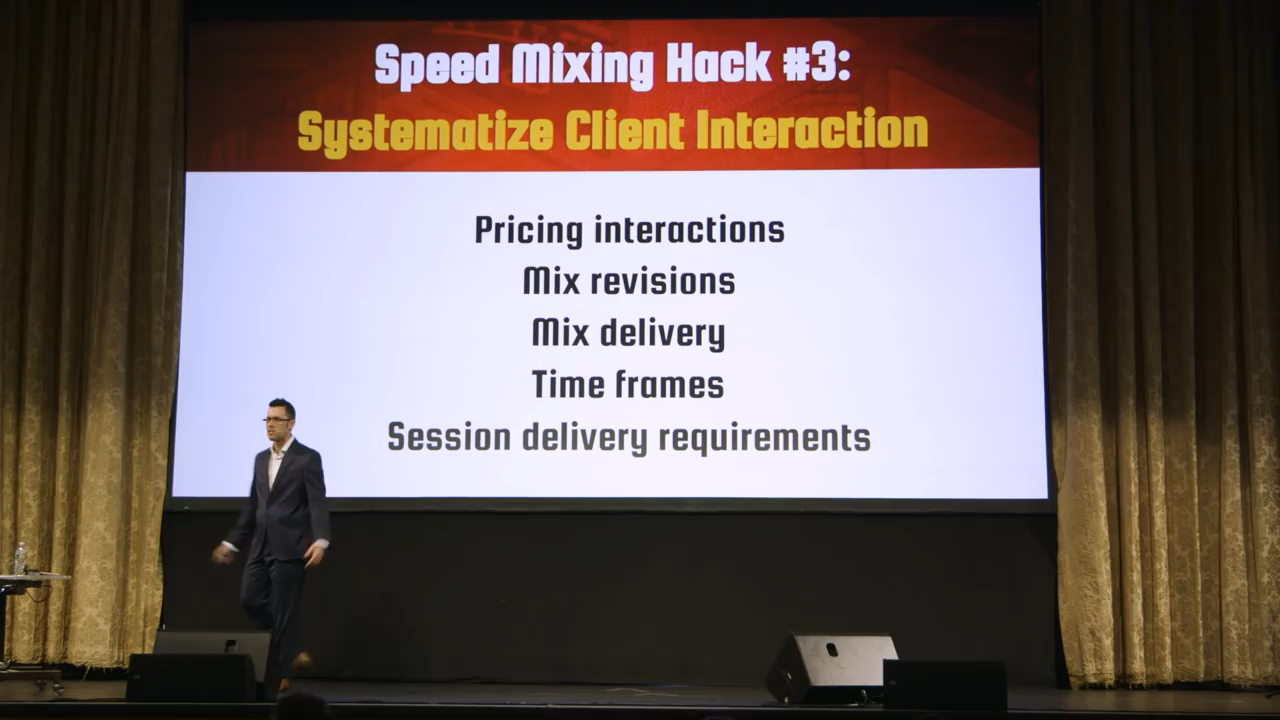 Speed Mixing Hack #3:
Systematize Client Interaction
Pricing interactions
Mix revisions
Mix delivery
Time frames
Session delivery requirements